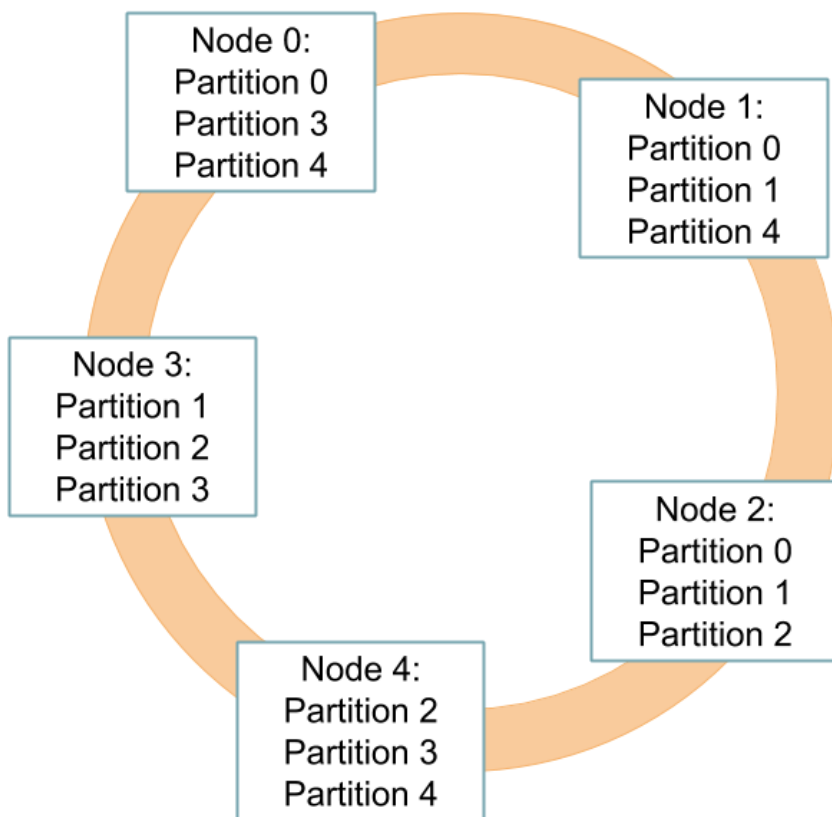 Node 0:
Partition 0
Partition 3
Partition 4
Node 1:
Partition 0
Partition 1
Partition 4
Node 3:
Partition 1
Partition 2
Partition 3
Node 2:
Partition 0
Partition 1
Partition 2
Node 4:
Partition 2
Partition 3
Partition 4